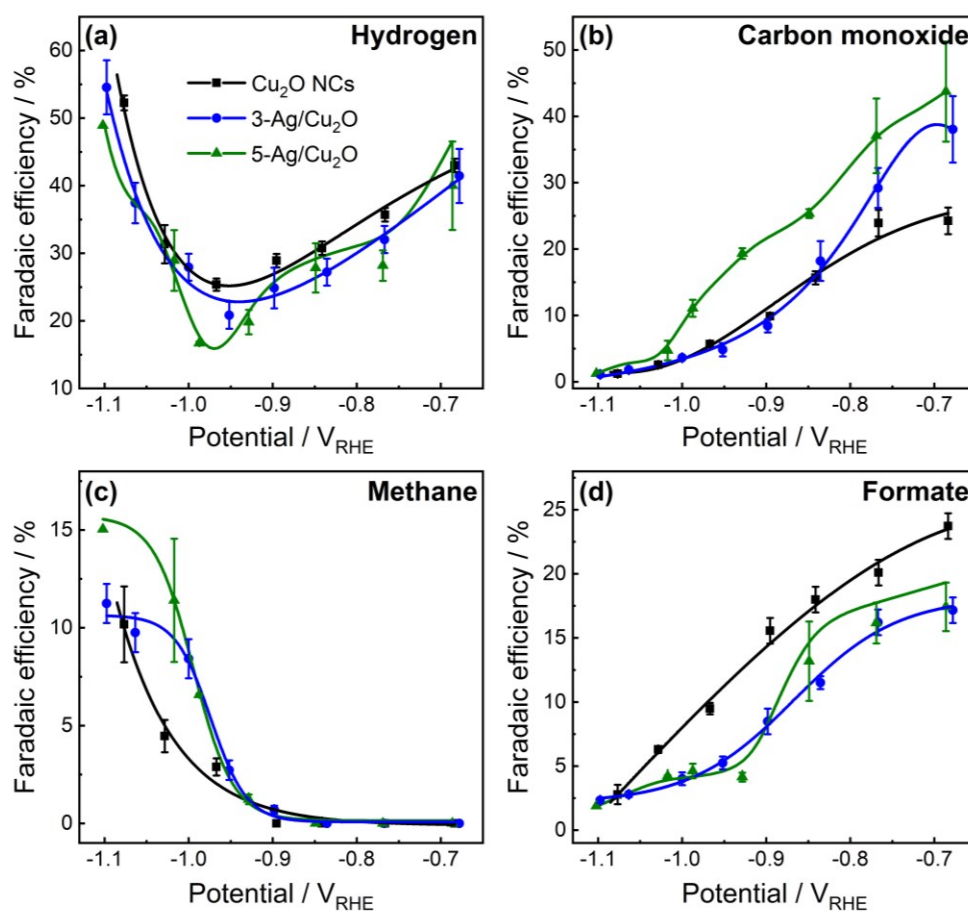 (a) Hydrogen
Cu₂O NCs
3-Ag/Cu₂O
5-Ag/Cu₂O
Faradaic efficiency / %
60
50
40
30
20
10
-1.1 -1.0 -0.9 -0.8 -0.7
Potential / V_RHE
(b) Carbon monoxide
Faradaic efficiency / %
50
40
30
20
10
0
-1.1 -1.0 -0.9 -0.8 -0.7
Potential / V_RHE
(c) Methane
Faradaic efficiency / %
15
10
5
0
-1.1 -1.0 -0.9 -0.8 -0.7
Potential / V_RHE
(d) Formate
Faradaic efficiency / %
25
20
15
10
5
0
-1.1 -1.0 -0.9 -0.8 -0.7
Potential / V_RHE